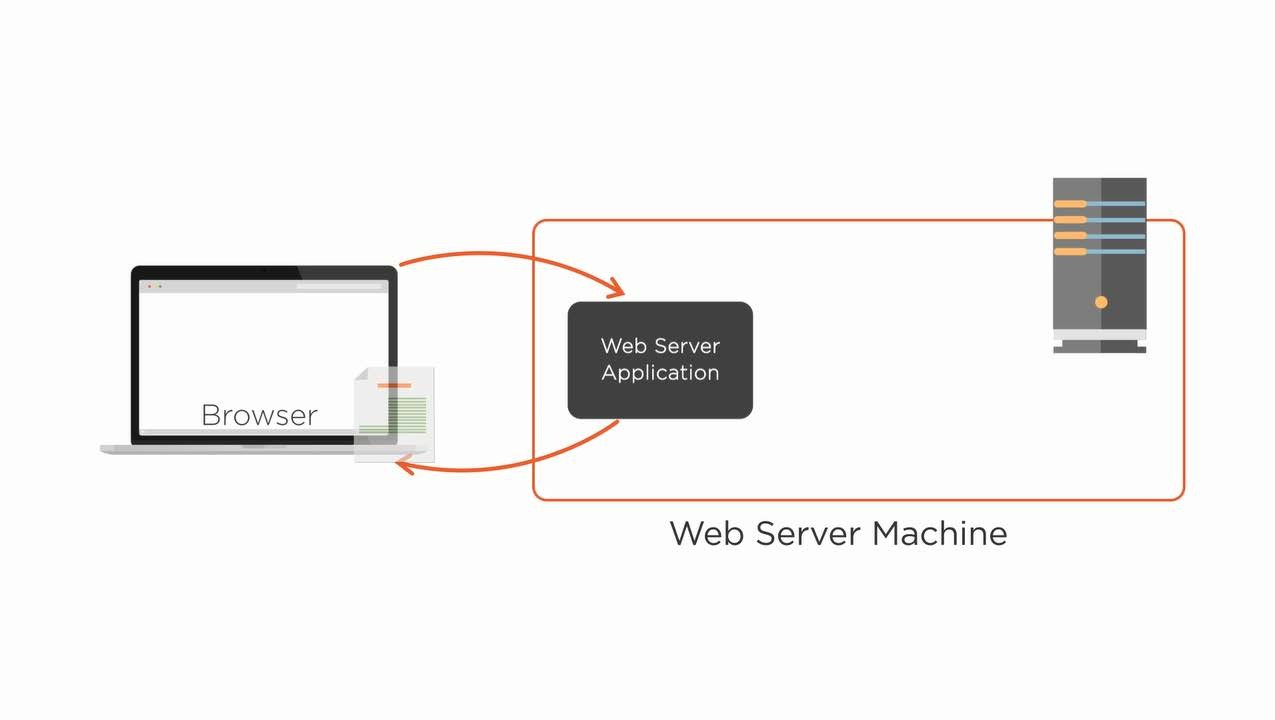 Browser
Web Server
Application
Web Server Machine